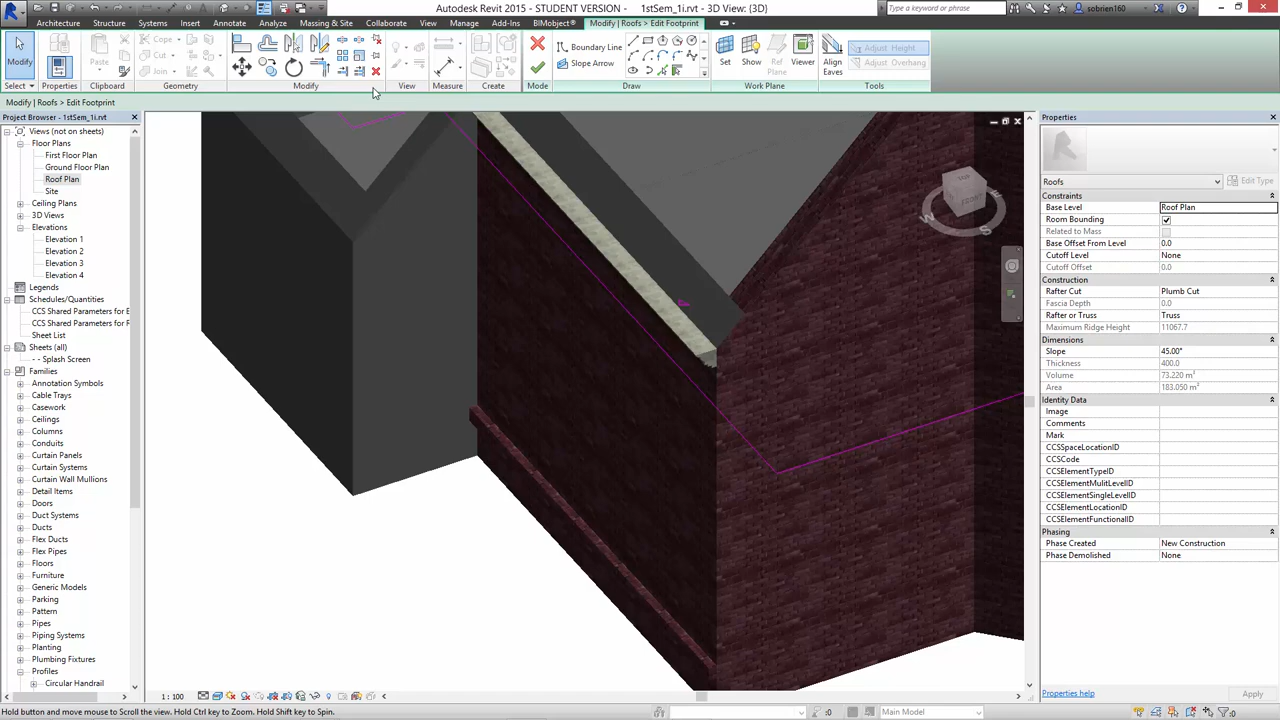 Autodesk Revit 2015 - STUDENT VERSION - 1stSem_1i.rvt - 3D View: {3D}
Type a keyword or phrase
sobrien160
Architecture Structure Systems Insert Annotate Analyze Massing & Site Collaborate View Manage Add-Ins BIMobject® Modify | Roofs > Edit Footprint
Modify
Paste
Cope
Cut
Join
Boundary Line
Slope Arrow
Set
Show
Ref Plane
Viewer
Align Eaves
Adjust Height
Adjust Overhang
Select Properties Clipboard Geometry Modify View Measure Create Mode Draw Work Plane Tools
Modify | Roofs > Edit Footprint
Project Browser - 1stSem_1i.rvt
Views (not on sheets)
Floor Plans
First Floor Plan
Ground Floor Plan
Roof Plan
Site
Ceiling Plans
3D Views
Elevations
Elevation 1
Elevation 2
Elevation 3
Elevation 4
Legends
Schedules/Quantities
CCS Shared Parameters for E
CCS Shared Parameters for F
Sheet List
Sheets (all)
- - Splash Screen
Families
Annotation Symbols
Cable Trays
Casework
Ceilings
Columns
Conduits
Curtain Panels
Curtain Systems
Curtain Wall Mullions
Detail Items
Doors
Duct Systems
Ducts
Flex Ducts
Flex Pipes
Floors
Furniture
Generic Models
Parking
Pattern
Pipes
Piping Systems
Planting
Plumbing Fixtures
Profiles
Circular Handrail
TOP
FRONT
W
S
E
Properties
Roofs
Edit Type
Constraints
Base Level Roof Plan
Room Bounding
Related to Mass
Base Offset From Level 0.0
Cutoff Level None
Cutoff Offset 0.0
Construction
Rafter Cut Plumb Cut
Fascia Depth 0.0
Rafter or Truss Truss
Maximum Ridge Height 11067.7
Dimensions
Slope 45.00°
Thickness 400.0
Volume 73.220 m³
Area 183.050 m²
Identity Data
Image
Comments
Mark
CCSSpaceLocationID
CCSCode
CCSElementTypeID
CCSElementMulitLevelID
CCSElementSingleLevelID
CCSElementLocationID
CCSElementFunctionalID
Phasing
Phase Created New Construction
Phase Demolished None
Properties help
Apply
1 : 100
Hold button and move mouse to Scroll the view. Hold Ctrl key to Zoom. Hold Shift key to Spin.
:0
Main Model
:0